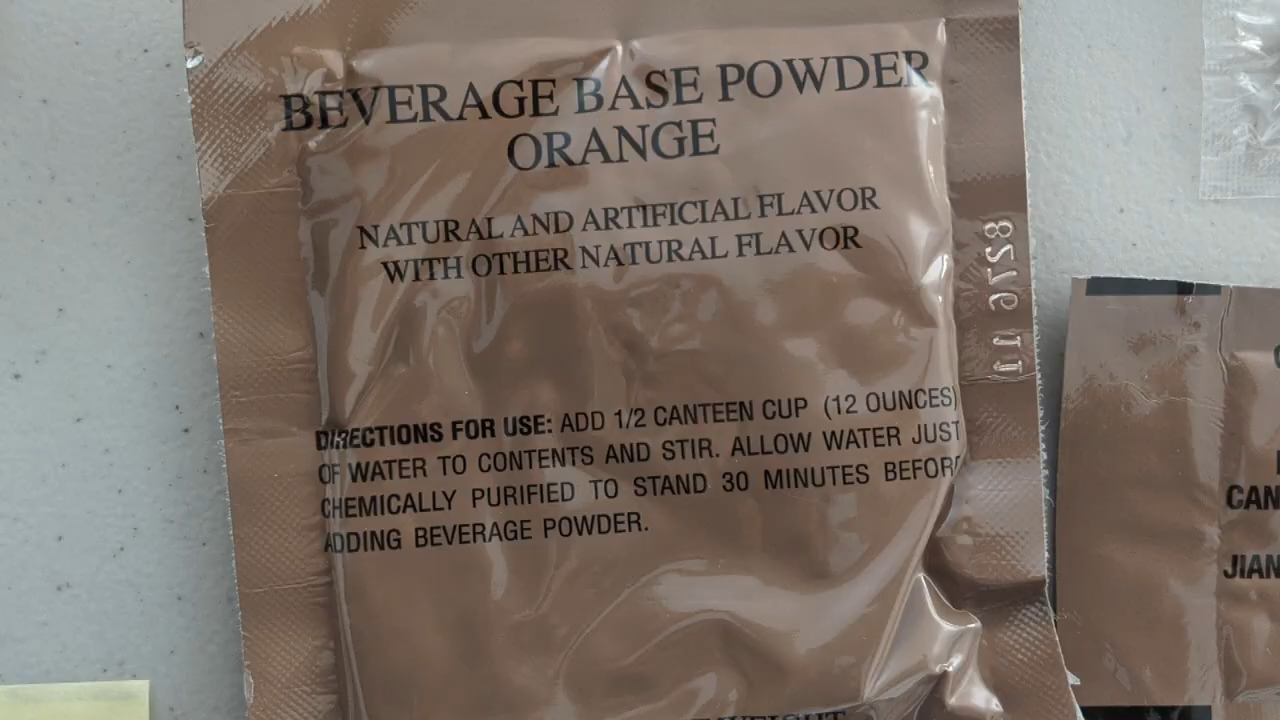 BEVERAGE BASE POWDER
ORANGE
NATURAL AND ARTIFICIAL FLAVOR
WITH OTHER NATURAL FLAVOR
DIRECTIONS FOR USE: ADD 1/2 CANTEEN CUP (12 OUNCES)
OF WATER TO CONTENTS AND STIR. ALLOW WATER JUST
CHEMICALLY PURIFIED TO STAND 30 MINUTES BEFORE
ADDING BEVERAGE POWDER.
CAN
JIAN